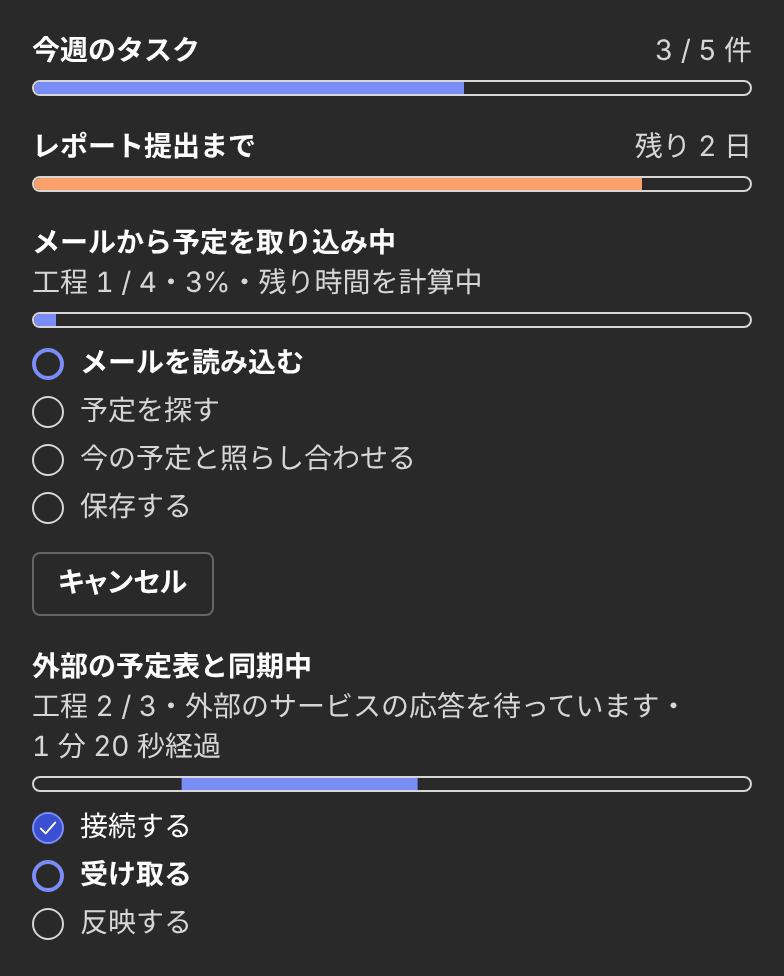 今週のタスク 3 / 5 件
レポート提出まで 残り 2 日
メールから予定を取り込み中
工程 1 / 4・3%・残り時間を計算中
メールを読み込む
予定を探す
今の予定と照らし合わせる
保存する
キャンセル
外部の予定表と同期中
工程 2 / 3・外部のサービスの応答を待っています・
1 分 20 秒経過
接続する
受け取る
反映する